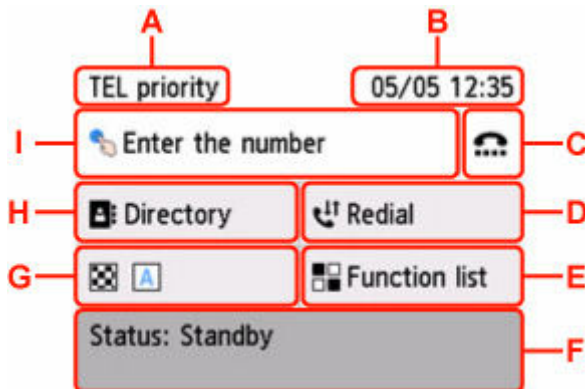 A
B
TEL priority
05/05 12:35
I
Enter the number
C
H
Directory
Redial
D
G
A
Function list
E
Status: Standby
F